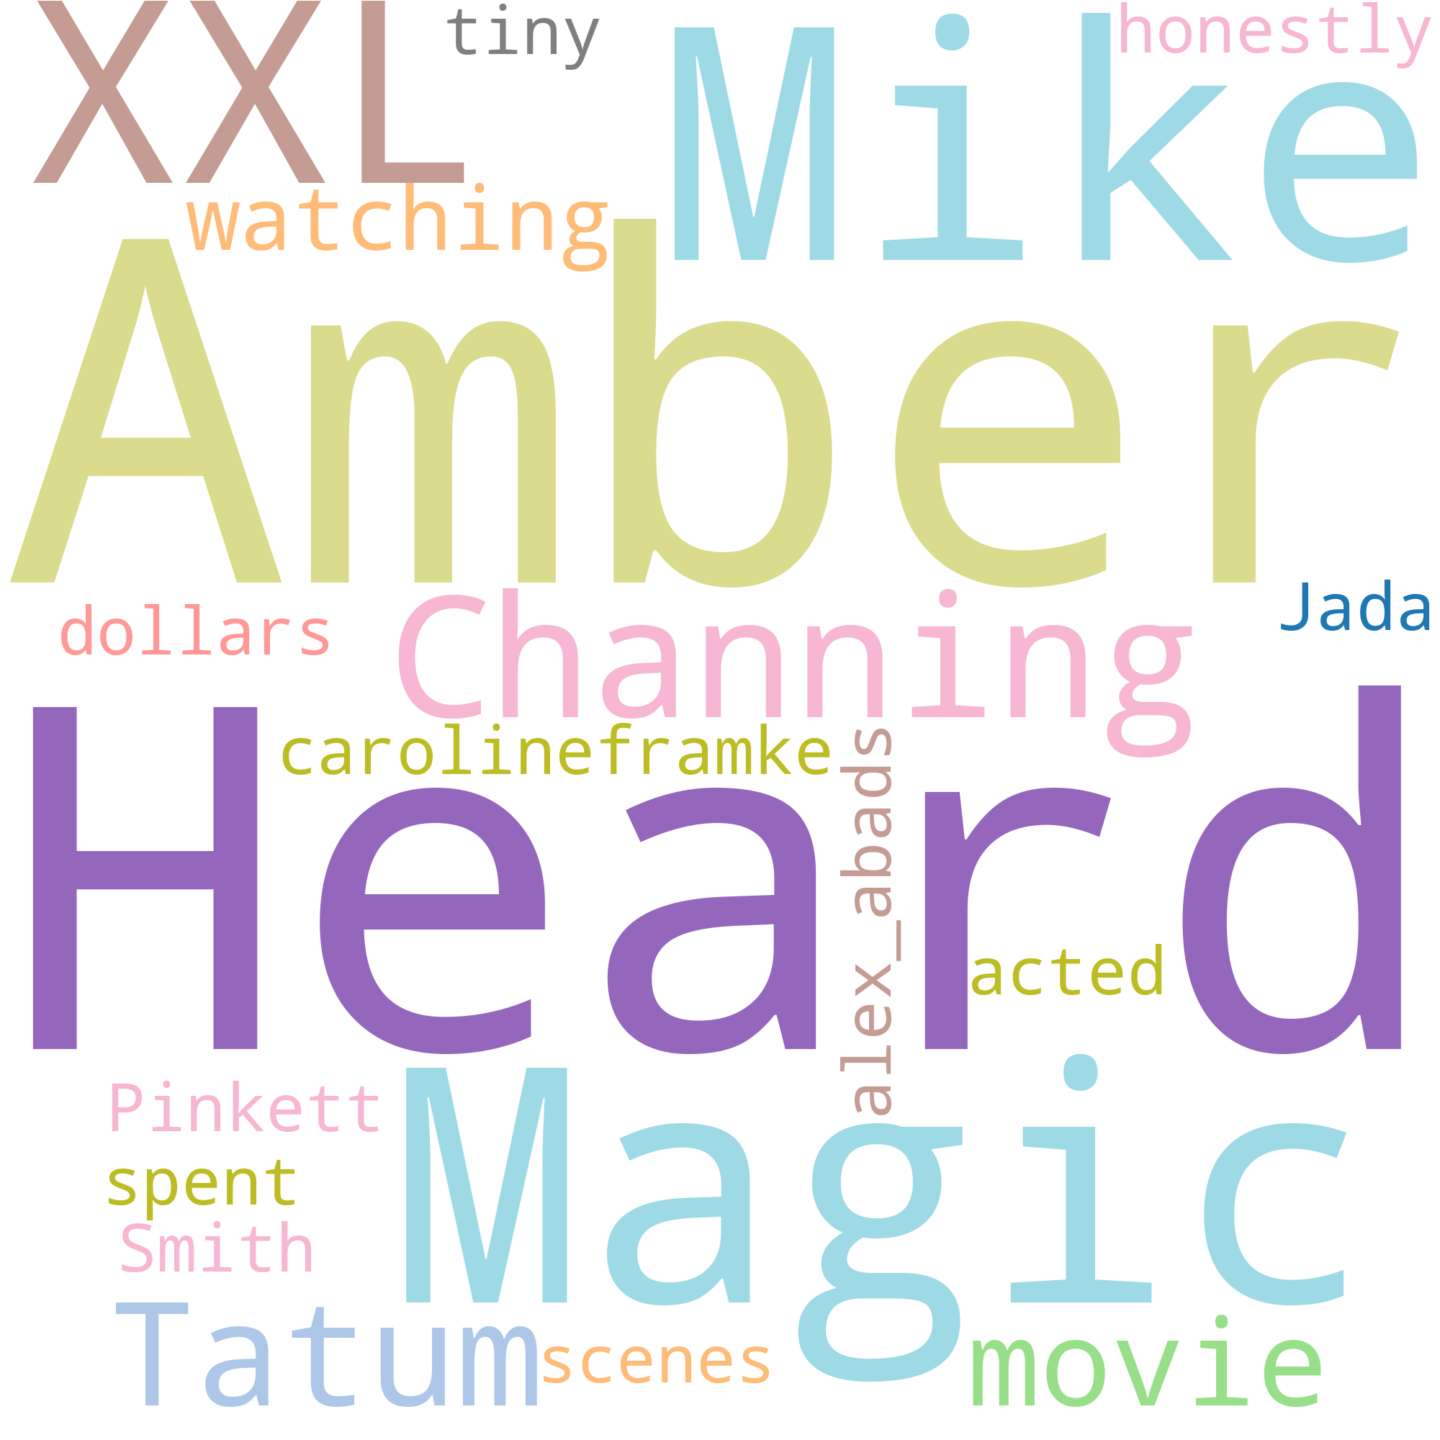 XXL
tiny
Mike
honestly
watching
Amber
dollars
Channing
Jada
Heard
carolineframke
alex_abads
acted
Pinkett
Magic
spent
Smith
Tatum
scenes
movie